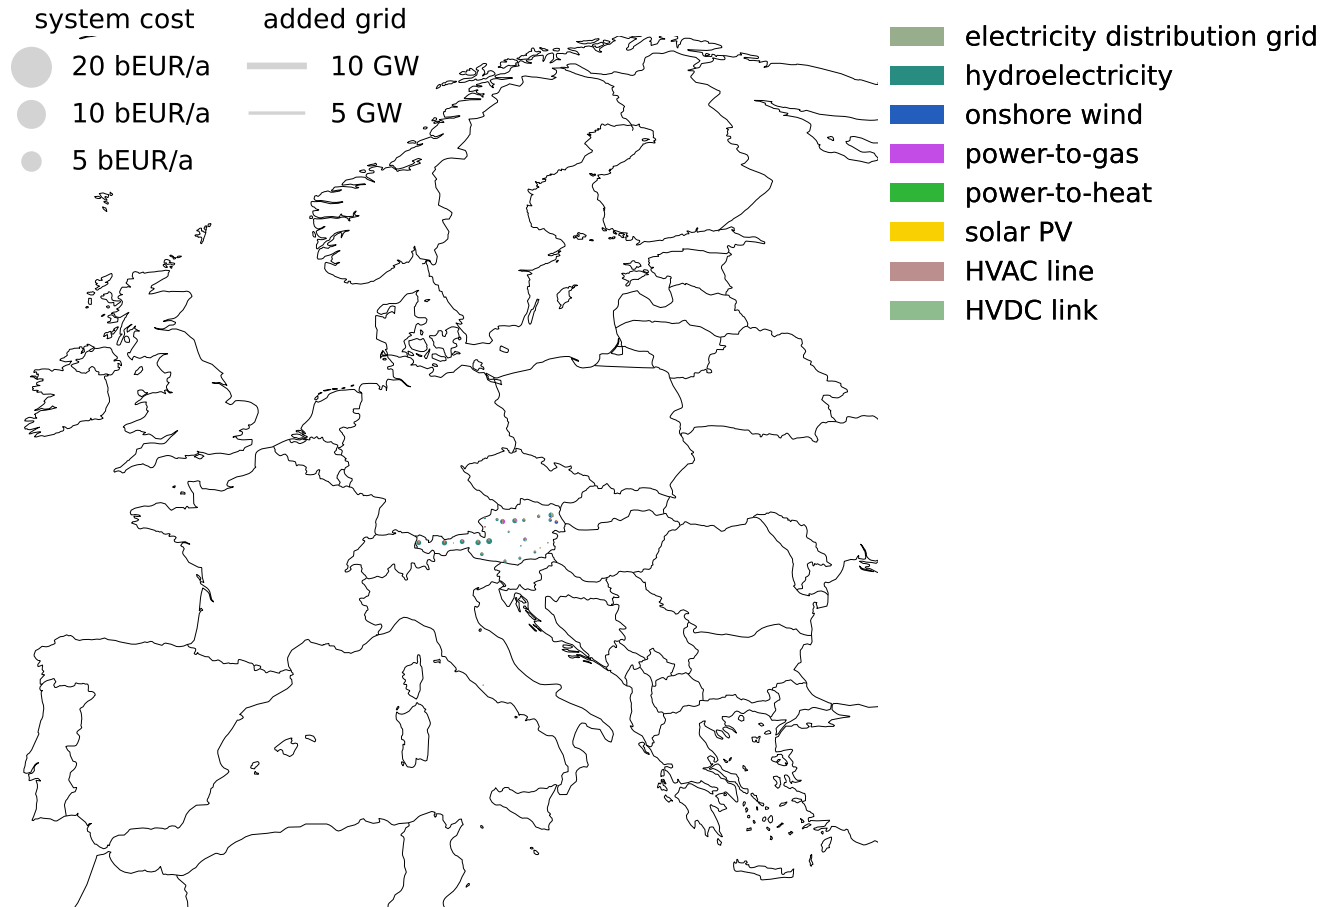 system cost
20 bEUR/a
10 bEUR/a
5 bEUR/a
added grid
10 GW
5 GW
electricity distribution grid
hydroelectricity
onshore wind
power-to-gas
power-to-heat
solar PV
HVAC line
HVDC link